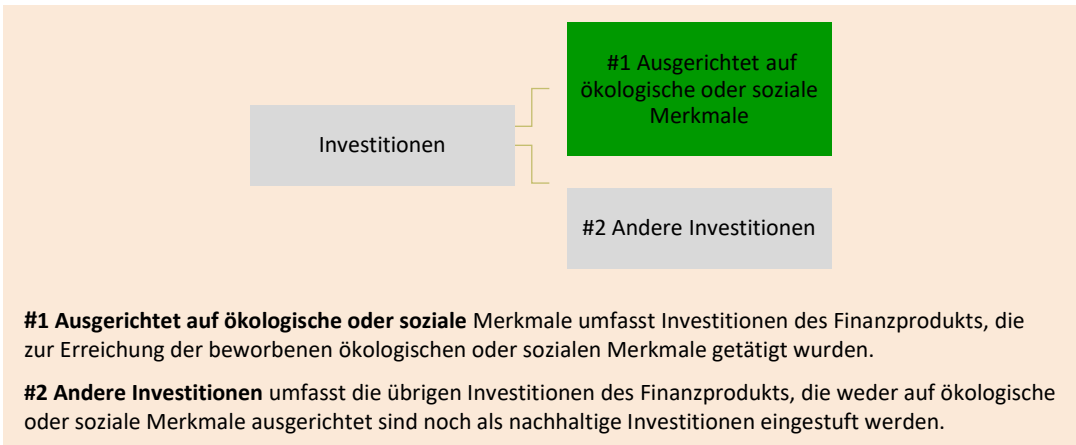 #1 Ausgerichtet auf
ökologische oder soziale
Merkmale
Investitionen
#2 Andere Investitionen
#1 Ausgerichtet auf ökologische oder soziale Merkmale umfasst Investitionen des Finanzprodukts, die
zur Erreichung der beworbenen ökologischen oder sozialen Merkmale getätigt wurden.
#2 Andere Investitionen umfasst die übrigen Investitionen des Finanzprodukts, die weder auf ökologische
oder soziale Merkmale ausgerichtet sind noch als nachhaltige Investitionen eingestuft werden.